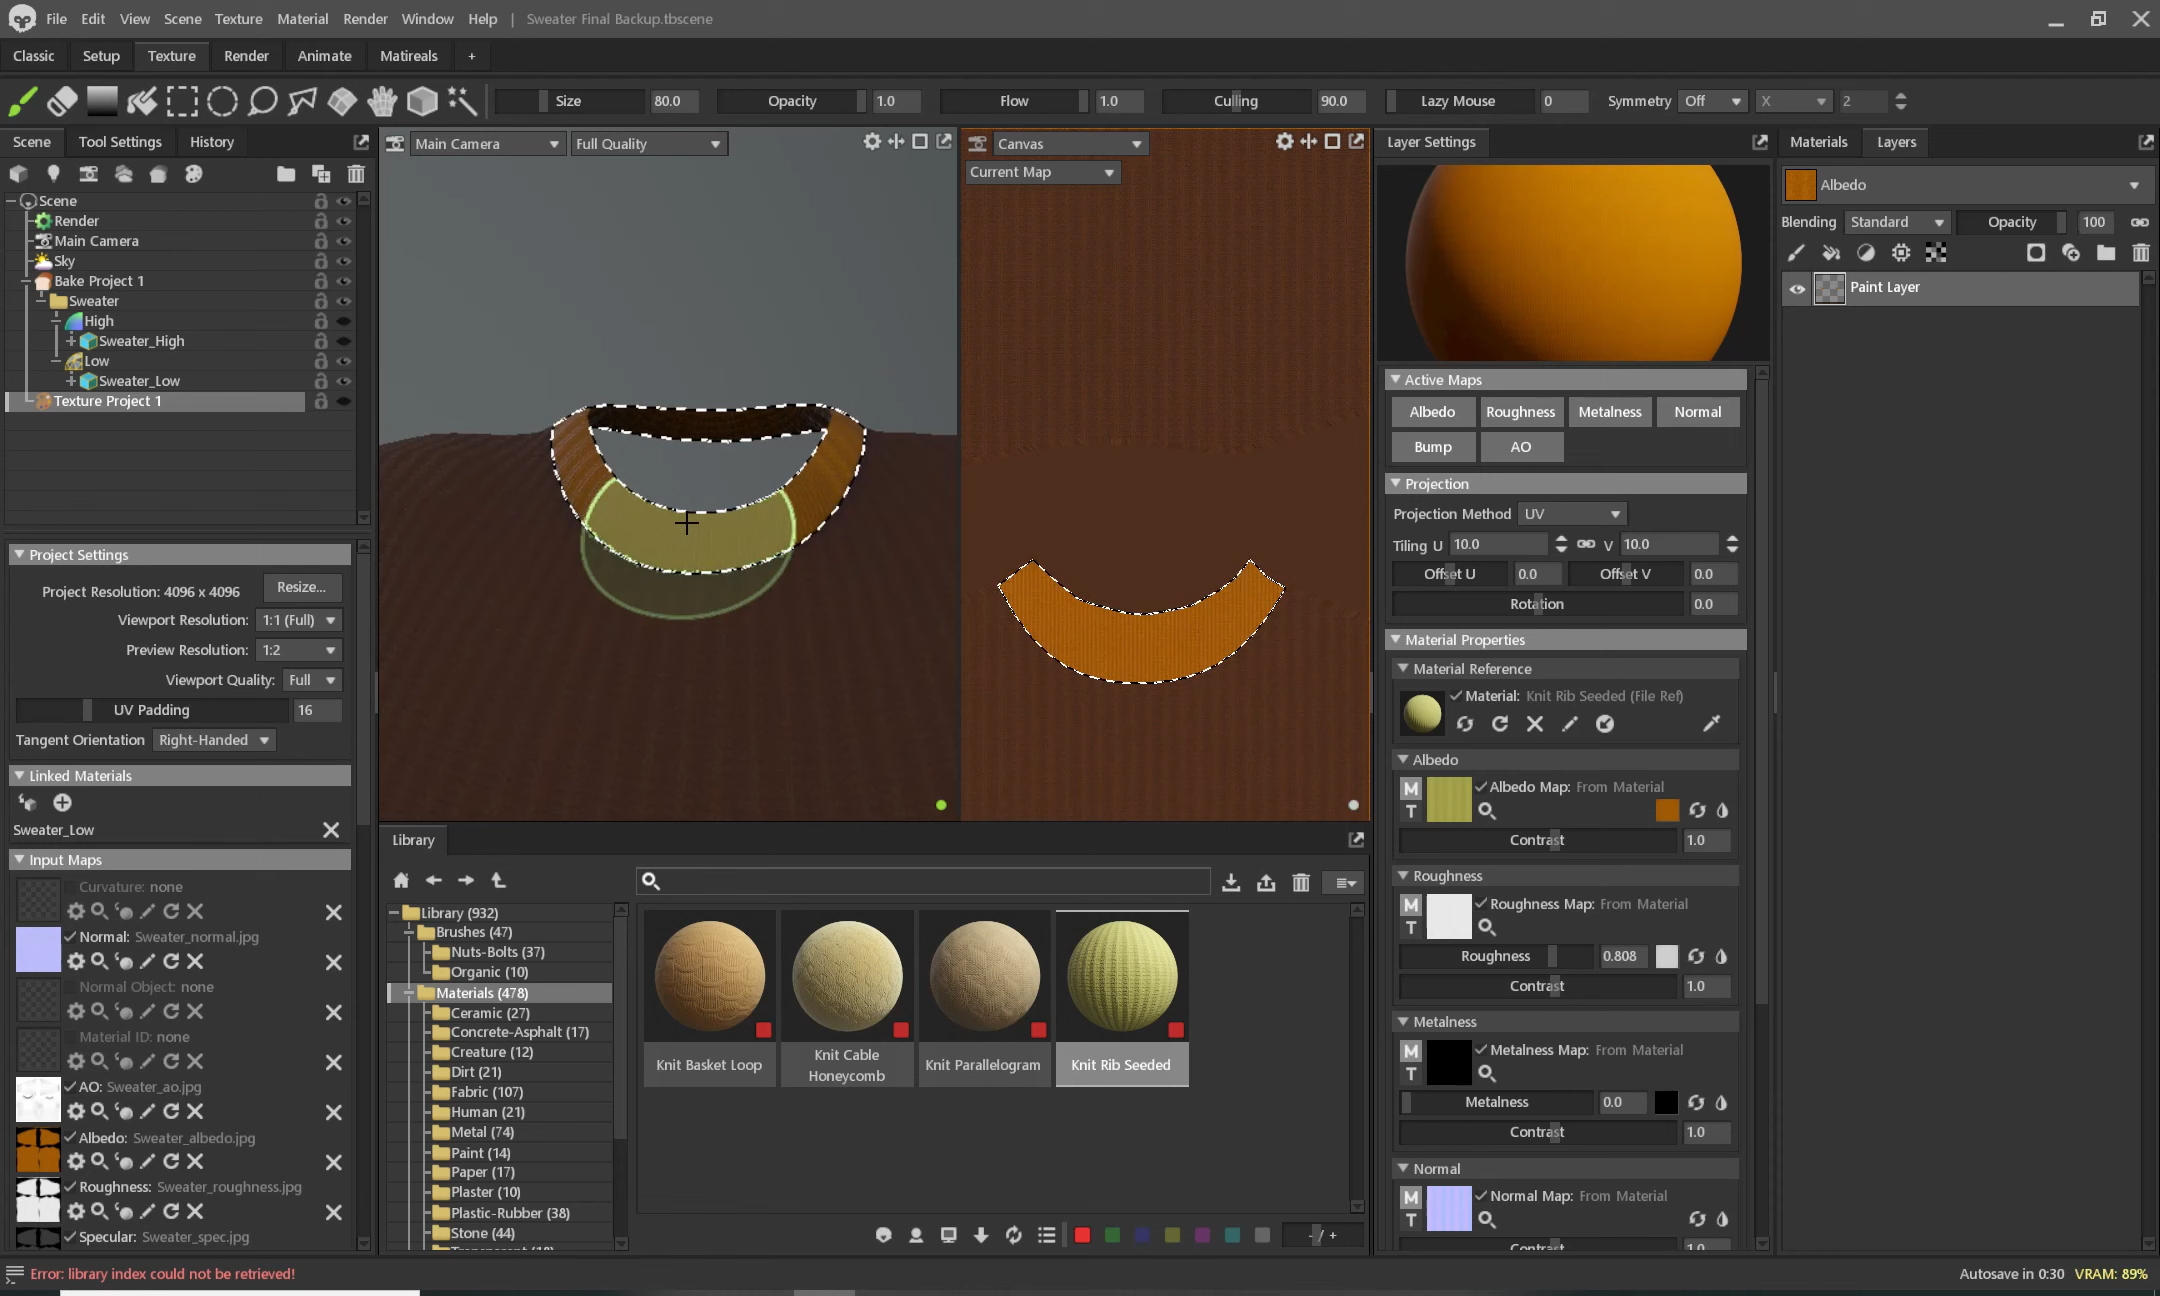 File Edit View Scene Texture Material Render Window Help | Sweater Final Backup.tbscene
Classic Setup Texture Render Animate Matireals +
Size 80.0 Opacity 1.0 Flow 1.0 Culling 90.0 Lazy Mouse 0 Symmetry Off X 2
Scene Tool Settings History
Main Camera Full Quality
Canvas
Current Map
Layer Settings
Materials Layers
Scene
Render
Main Camera
Sky
Bake Project 1
Sweater
High
Sweater_High
Low
Sweater_Low
Texture Project 1
Project Settings
Project Resolution: 4096 x 4096 Resize...
Viewport Resolution: 1:1 (Full)
Preview Resolution: 1:2
Viewport Quality: Full
UV Padding 16
Tangent Orientation Right-Handed
Linked Materials
Sweater_Low
Input Maps
Curvature: none
Normal: Sweater_normal.jpg
Normal Object: none
Material ID: none
AO: Sweater_ao.jpg
Albedo: Sweater_albedo.jpg
Roughness: Sweater_roughness.jpg
Specular: Sweater_spec.jpg
Library
Library (932)
Brushes (47)
Nuts-Bolts (37)
Organic (10)
Materials (478)
Ceramic (27)
Concrete-Asphalt (17)
Creature (12)
Dirt (21)
Fabric (107)
Human (21)
Metal (74)
Paint (14)
Paper (17)
Plaster (10)
Plastic-Rubber (38)
Stone (44)
Knit Basket Loop
Knit Cable
Honeycomb
Knit Parallelogram
Knit Rib Seeded
- / +
Active Maps
Albedo Roughness Metalness Normal
Bump AO
Projection
Projection Method UV
Tiling U 10.0 V 10.0
Offset U 0.0 Offset V 0.0
Rotation 0.0
Material Properties
Material Reference
Material: Knit Rib Seeded (File Ref)
Albedo
M Albedo Map: From Material
T
Contrast 1.0
Roughness
M Roughness Map: From Material
T
Roughness 0.808
Contrast 1.0
Metalness
M Metalness Map: From Material
T
Metalness 0.0
Contrast 1.0
Normal
M Normal Map: From Material
T
Contrast 1.0
Albedo
Blending Standard Opacity 100
Paint Layer
Error: library index could not be retrieved!
Autosave in 0:30 VRAM: 89%